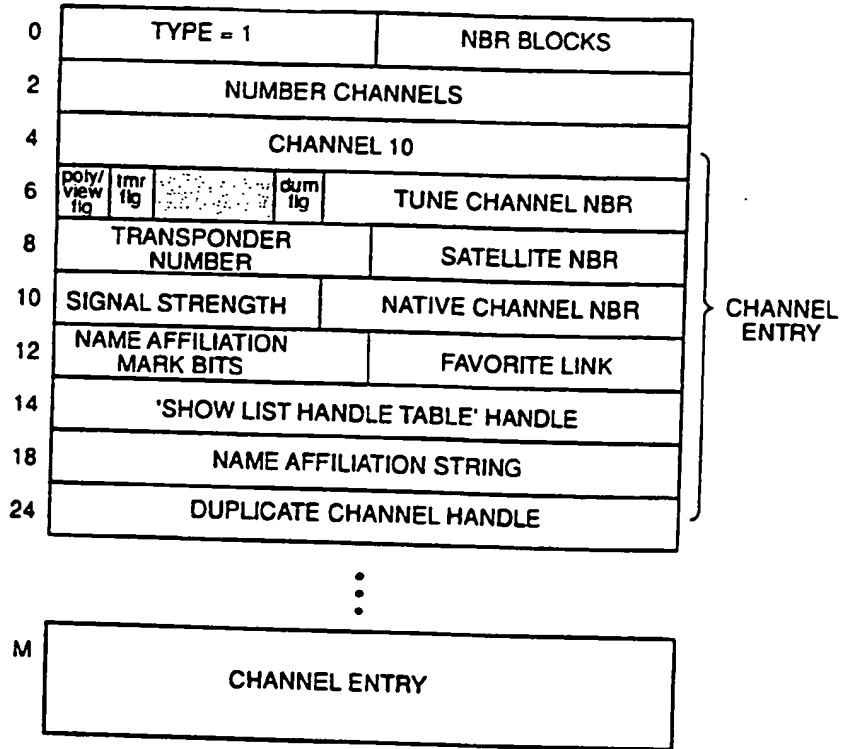 0 TYPE = 1 NBR BLOCKS
2 NUMBER CHANNELS
4 CHANNEL 10
6 poly/ view flg tmr flg dum flg TUNE CHANNEL NBR
8 TRANSPONDER NUMBER SATELLITE NBR
10 SIGNAL STRENGTH NATIVE CHANNEL NBR
12 NAME AFFILIATION MARK BITS FAVORITE LINK
14 'SHOW LIST HANDLE TABLE' HANDLE
18 NAME AFFILIATION STRING
24 DUPLICATE CHANNEL HANDLE
CHANNEL
ENTRY
M CHANNEL ENTRY